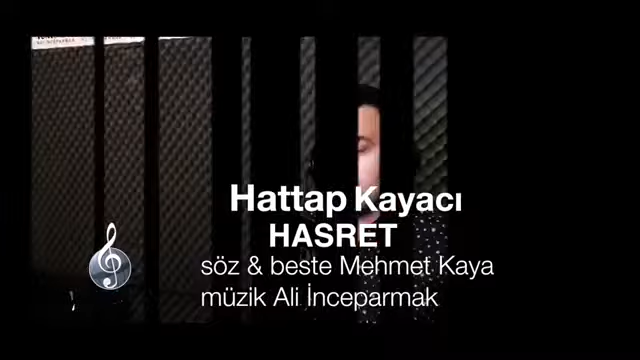 Hattap Kayacı
HASRET
söz & beste Mehmet Kaya
müzik Ali İnceparmak